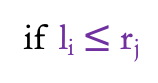 if lᵢ ≤ rⱼ